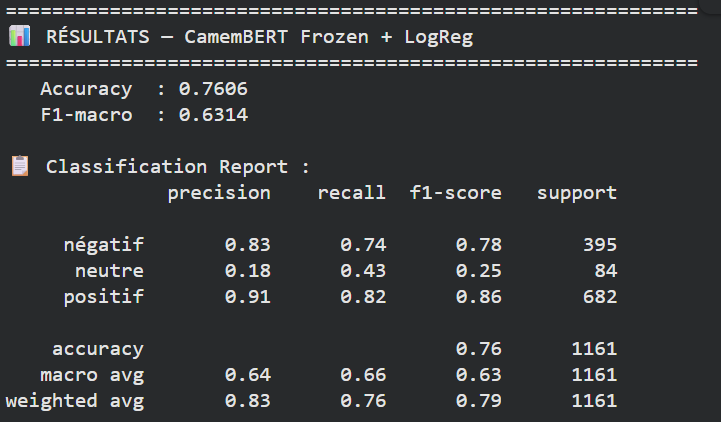 ============================================================
📊 RÉSULTATS — CamemBERT Frozen + LogReg
============================================================
Accuracy : 0.7606
F1-macro : 0.6314
📋 Classification Report :
precision recall f1-score support
négatif 0.83 0.74 0.78 395
neutre 0.18 0.43 0.25 84
positif 0.91 0.82 0.86 682
accuracy 0.76 1161
macro avg 0.64 0.66 0.63 1161
weighted avg 0.83 0.76 0.79 1161